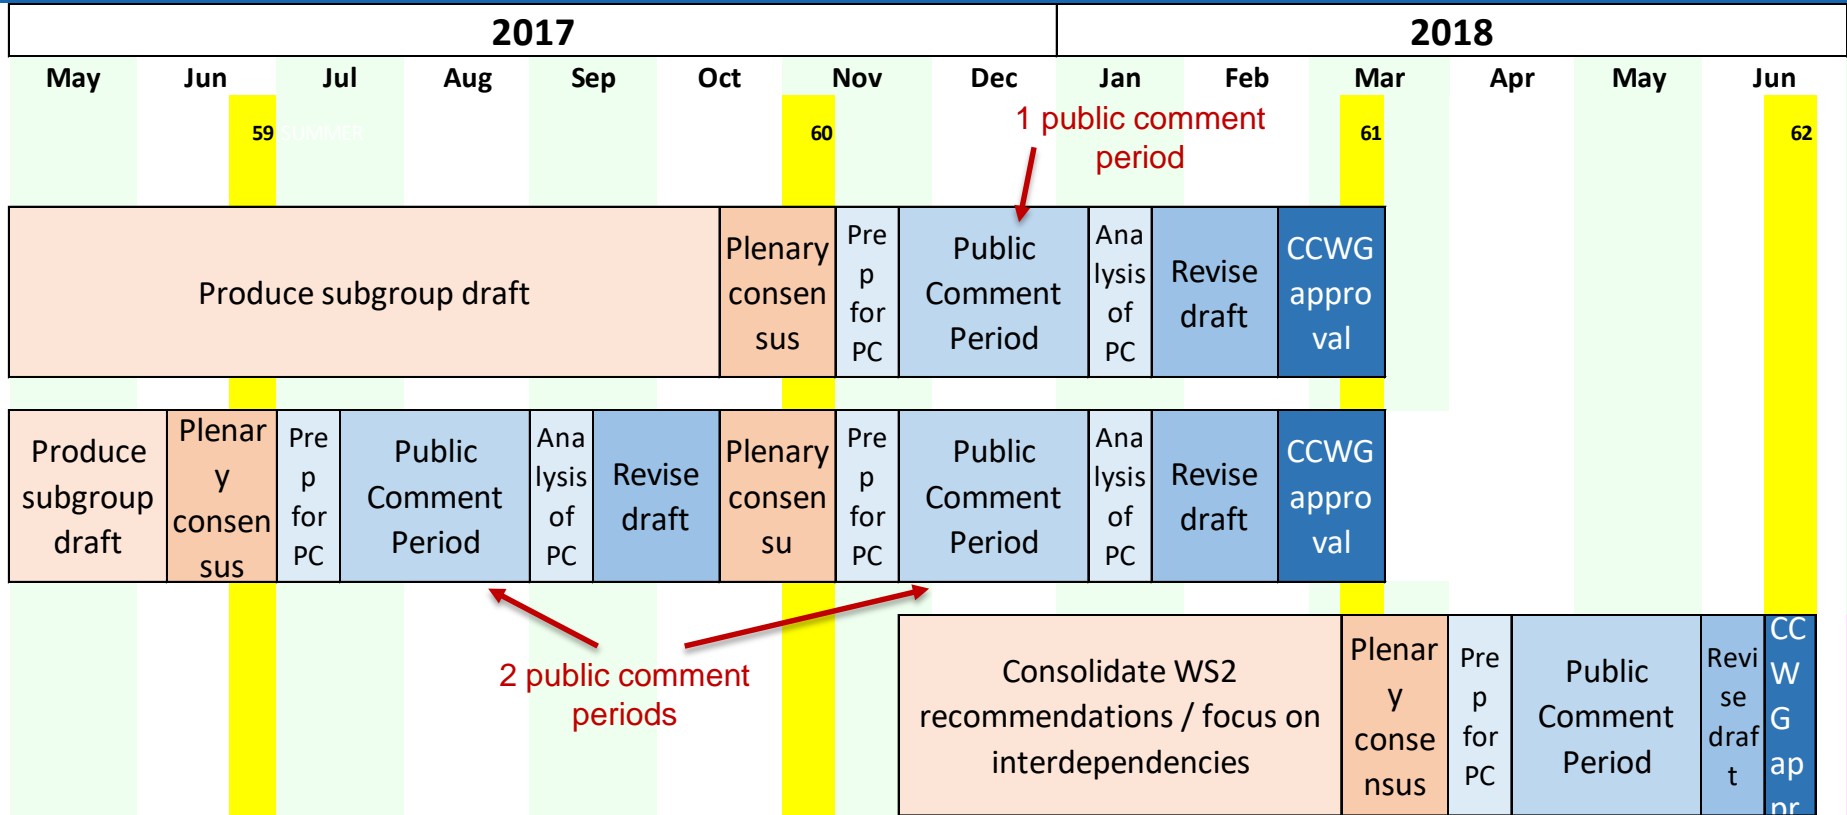 2017 2018
May Jun Jul Aug Sep Oct Nov Dec Jan Feb Mar Apr May Jun
59 SUMMER 60 61 62
1 public comment
period
Produce subgroup draft
Plenary
consen
sus
Pre
p
for
PC
Public
Comment
Period
Ana
lysis
of
PC
Revise
draft
CCWG
appro
val
Produce
subgroup
draft
Plenar
y
consen
sus
Pre
p
for
PC
Public
Comment
Period
Ana
lysis
of
PC
Revise
draft
Plenary
consen
su
Pre
p
for
PC
Public
Comment
Period
Ana
lysis
of
PC
Revise
draft
CCWG
appro
val
2 public comment
periods
Consolidate WS2
recommendations / focus on
interdependencies
Plenar
y
conse
nsus
Pre
p
for
PC
Public
Comment
Period
Revi
se
draf
t
CC
W
G
ap
pr